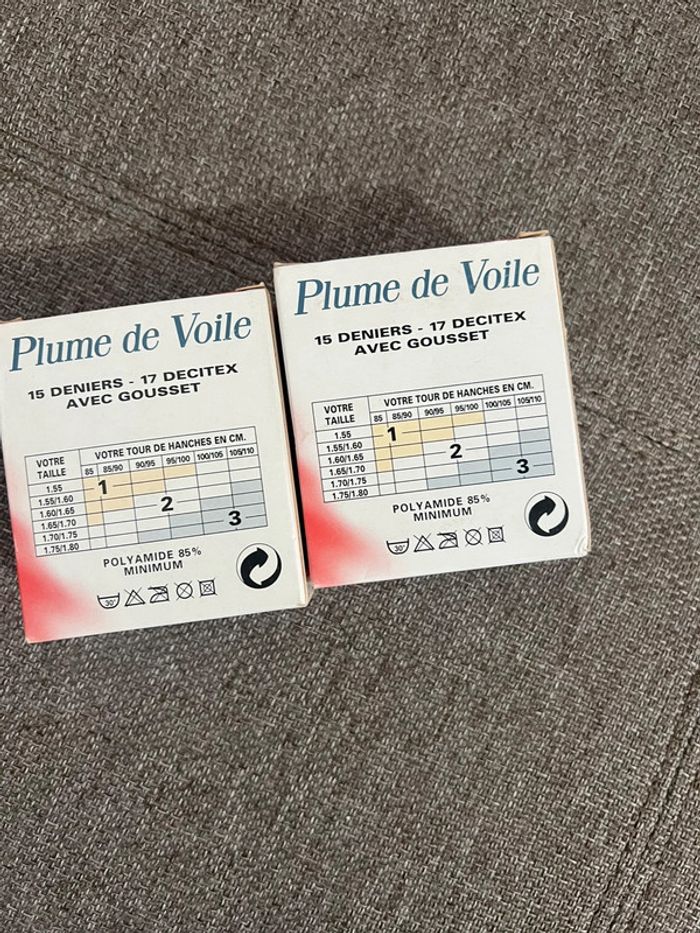 Plume de Voile
15 DENIERS - 17 DECITEX
AVEC GOUSSET
VOTRE TAILLE
VOTRE TOUR DE HANCHES EN CM.
85 85/90 90/95 95/100 100/105 105/110
1.55
1.55/1.60
1.60/1.65
1.65/1.70
1.70/1.75
1.75/1.80
1
2
3
POLYAMIDE 85%
MINIMUM
30°
Plume de Voile
15 DENIERS - 17 DECITEX
AVEC GOUSSET
VOTRE TAILLE
VOTRE TOUR DE HANCHES EN CM.
85 85/90 90/95 95/100 100/105 105/110
1.55
1.55/1.60
1.60/1.65
1.65/1.70
1.70/1.75
1.75/1.80
1
2
3
POLYAMIDE 85%
MINIMUM
30°